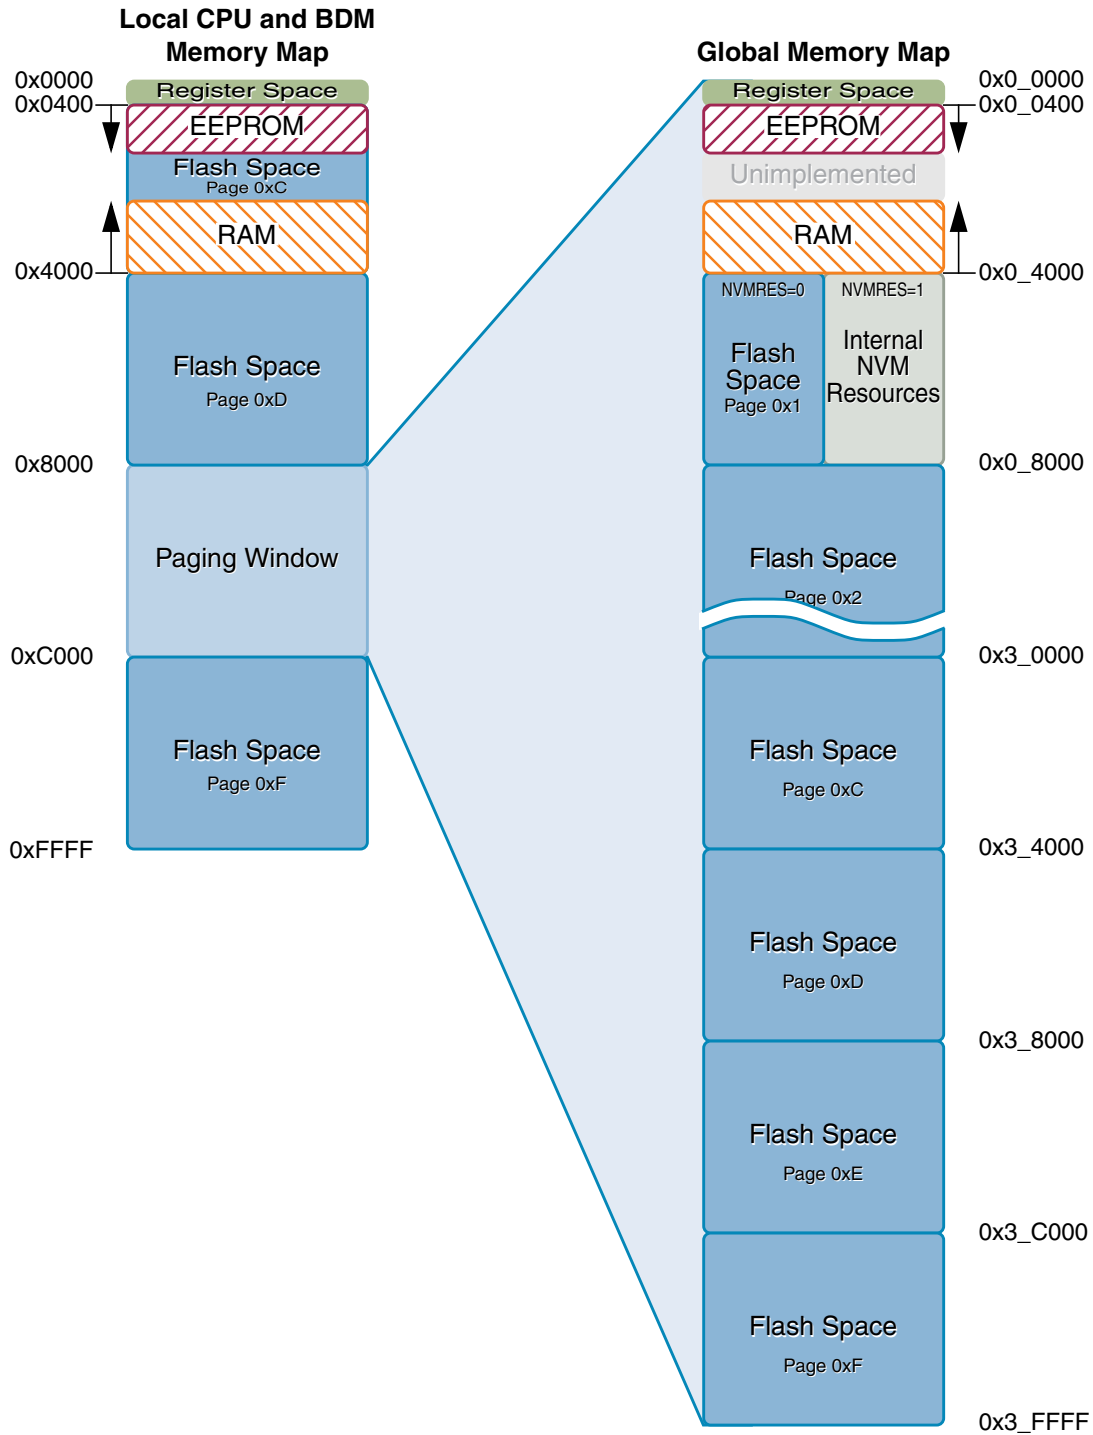 Local CPU and BDM
Memory Map
0x0000
0x0400
Register Space
EEPROM
Flash Space
Page 0xC
RAM
0x4000
Flash Space
Page 0xD
0x8000
Paging Window
0xC000
Flash Space
Page 0xF
0xFFFF
Global Memory Map
Register Space
0x0_0000
0x0_0400
EEPROM
Unimplemented
RAM
0x0_4000
NVMRES=0
Flash
Space
Page 0x1
NVMRES=1
Internal
NVM
Resources
0x0_8000
Flash Space
Page 0x2
0x3_0000
Flash Space
Page 0xC
0x3_4000
Flash Space
Page 0xD
0x3_8000
Flash Space
Page 0xE
0x3_C000
Flash Space
Page 0xF
0x3_FFFF